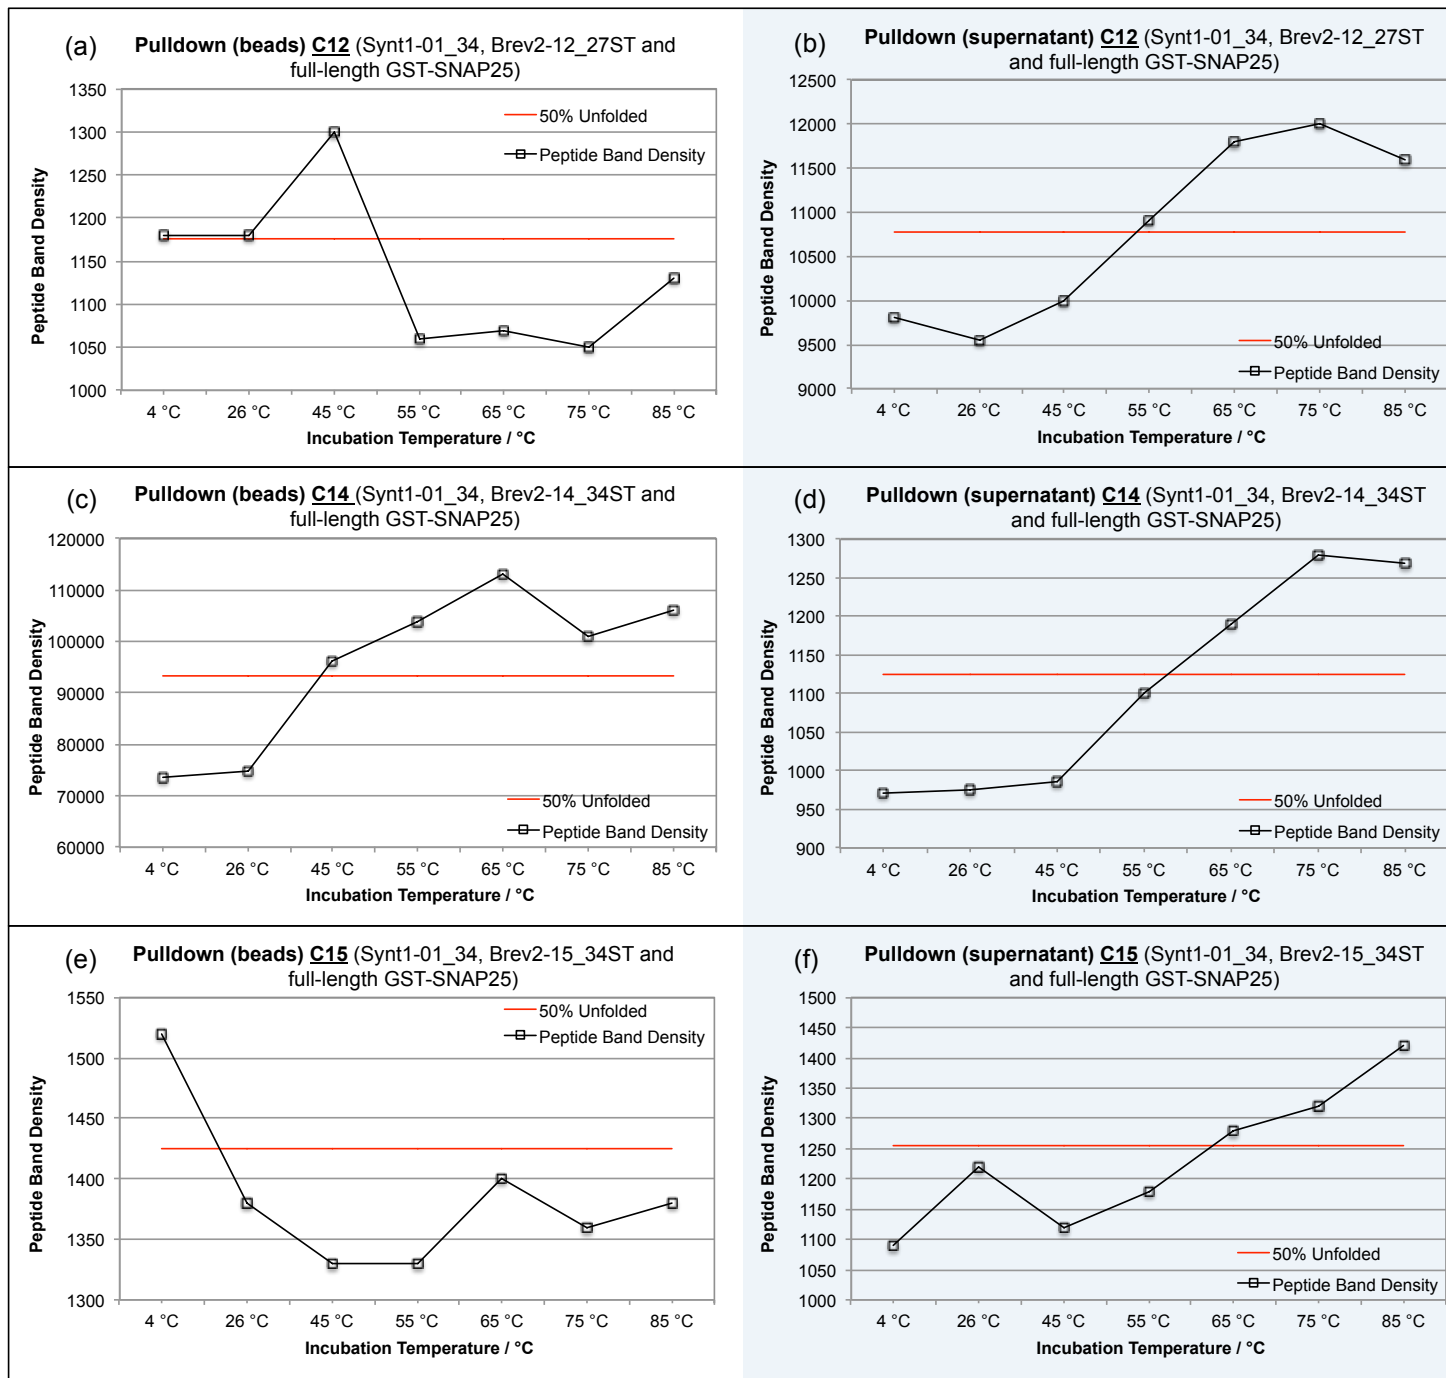 (a) Pulldown (beads) C12 (Synt1-01_34, Brev2-12_27ST and
full-length GST-SNAP25)
1350
1300
1250
1200
1150
1100
1050
1000
Peptide Band Density
50% Unfolded
Peptide Band Density
4 °C 26 °C 45 °C 55 °C 65 °C 75 °C 85 °C
Incubation Temperature / °C
(b) Pulldown (supernatant) C12 (Synt1-01_34, Brev2-12_27ST
and full-length GST-SNAP25)
12500
12000
11500
11000
10500
10000
9500
9000
Peptide Band Density
50% Unfolded
Peptide Band Density
4 °C 26 °C 45 °C 55 °C 65 °C 75 °C 85 °C
Incubation Temperature / °C
(c) Pulldown (beads) C14 (Synt1-01_34, Brev2-14_34ST and
full-length GST-SNAP25)
120000
110000
100000
90000
80000
70000
60000
Peptide Band Density
50% Unfolded
Peptide Band Density
4 °C 26 °C 45 °C 55 °C 65 °C 75 °C 85 °C
Incubation Temperature / °C
(d) Pulldown (supernatant) C14 (Synt1-01_34, Brev2-14_34ST
and full-length GST-SNAP25)
1300
1250
1200
1150
1100
1050
1000
950
900
Peptide Band Density
50% Unfolded
Peptide Band Density
4 °C 26 °C 45 °C 55 °C 65 °C 75 °C 85 °C
Incubation Temperature / °C
(e) Pulldown (beads) C15 (Synt1-01_34, Brev2-15_34ST and
full-length GST-SNAP25)
1550
1500
1450
1400
1350
1300
Peptide Band Density
50% Unfolded
Peptide Band Density
4 °C 26 °C 45 °C 55 °C 65 °C 75 °C 85 °C
Incubation Temperature / °C
(f) Pulldown (supernatant) C15 (Synt1-01_34, Brev2-15_34ST
and full-length GST-SNAP25)
1500
1450
1400
1350
1300
1250
1200
1150
1100
1050
1000
Peptide Band Density
50% Unfolded
Peptide Band Density
4 °C 26 °C 45 °C 55 °C 65 °C 75 °C 85 °C
Incubation Temperature / °C